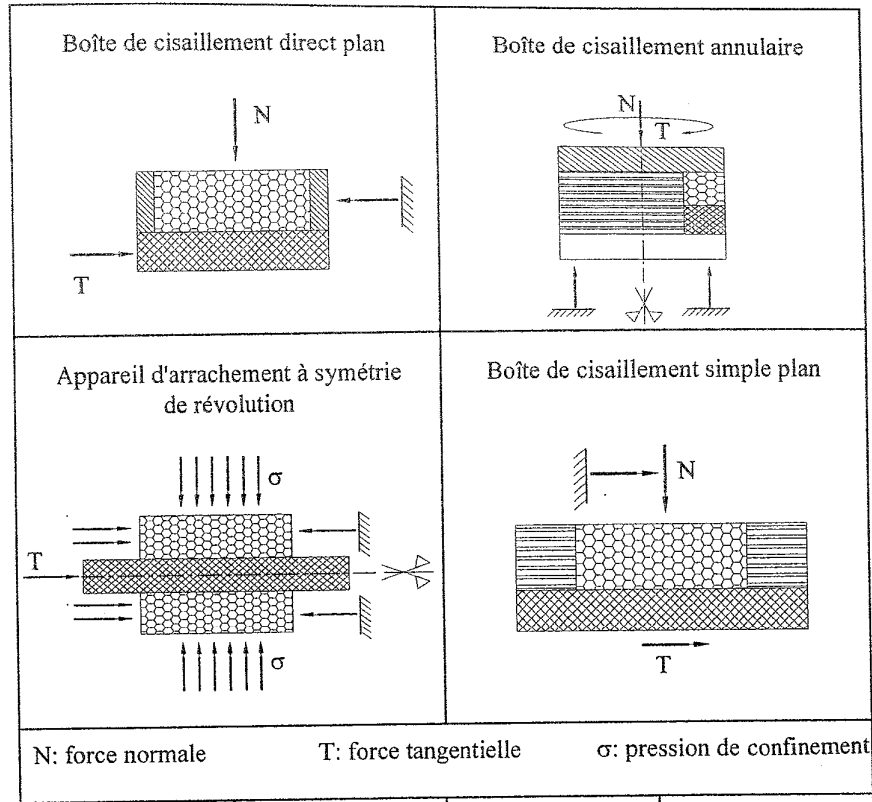 Boîte de cisaillement direct plan
N
T
Boîte de cisaillement annulaire
N
T
Appareil d'arrachement à symétrie
de révolution
σ
T
σ
Boîte de cisaillement simple plan
N
T
N: force normale T: force tangentielle σ: pression de confinement